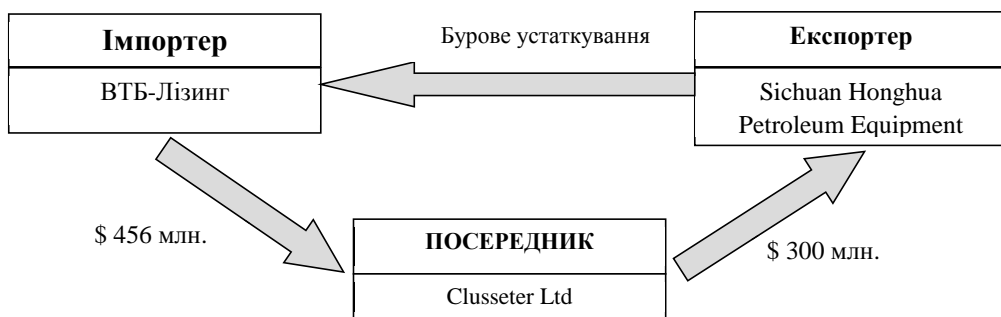 Імпортер
ВТБ-Лізинг
Бурове устаткування
Експортер
Sichuan Honghua
Petroleum Equipment
$ 456 млн.
ПОСЕРЕДНИК
Clusseter Ltd
$ 300 млн.